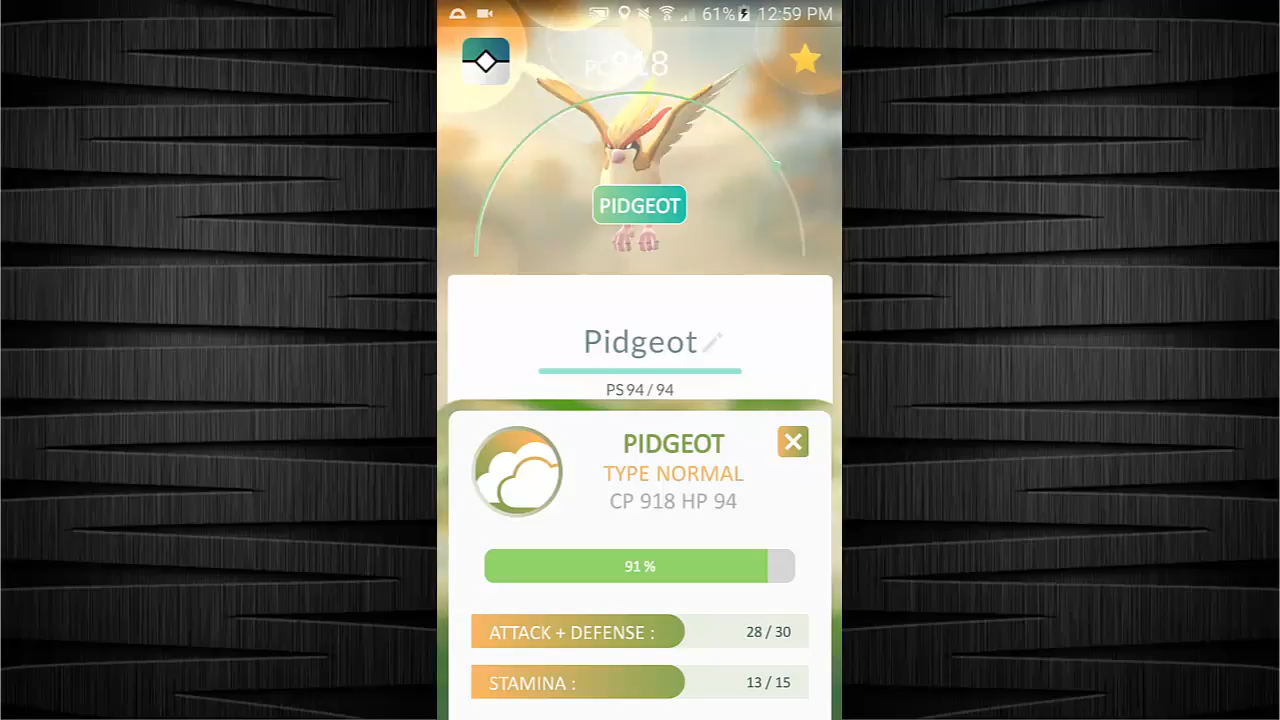 61% 12:59 PM
PC918
PIDGEOT
Pidgeot
PS 94 / 94
PIDGEOT
TYPE NORMAL
CP 918 HP 94
91 %
ATTACK + DEFENSE : 28 / 30
STAMINA : 13 / 15